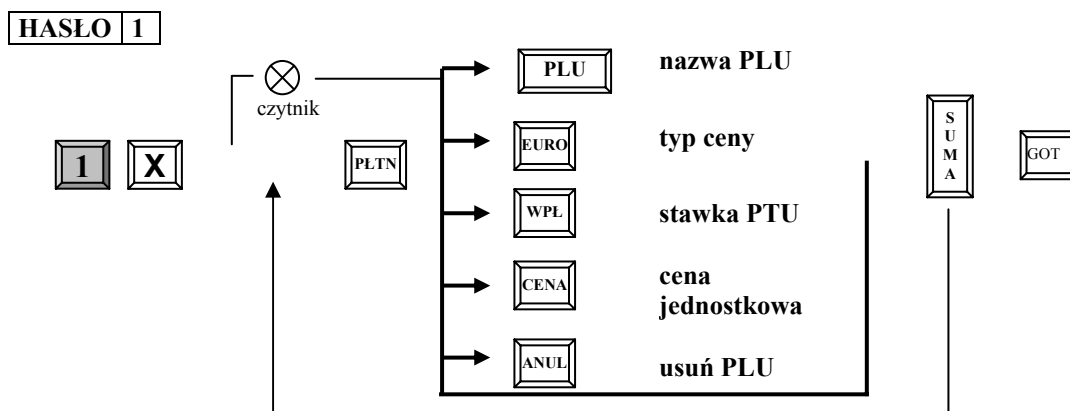 HASŁO 1
czytnik
1 X
PŁTN
PLU nazwa PLU
EURO typ ceny
WPŁ stawka PTU
CENA cena
jednostkowa
ANUL usuń PLU
S
U
M
A
GOT